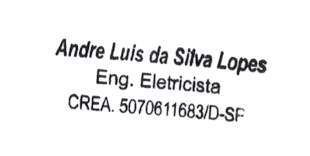 Andre Luis da Silva Lopes
Eng. Eletricista
CREA. 5070611683/D-SP